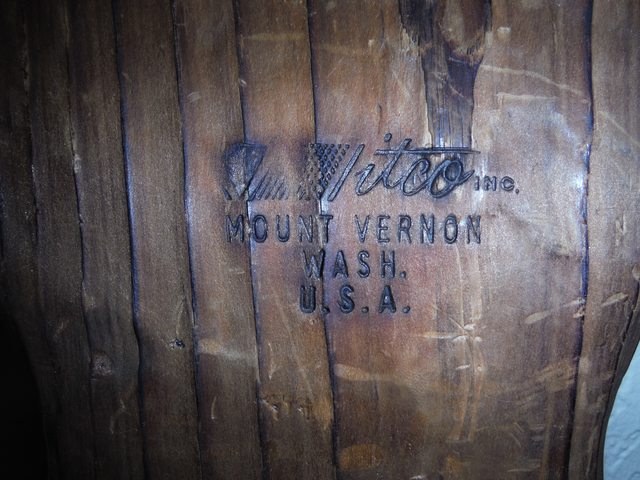 Witco INC.
MOUNT VERNON
WASH.
U.S.A.